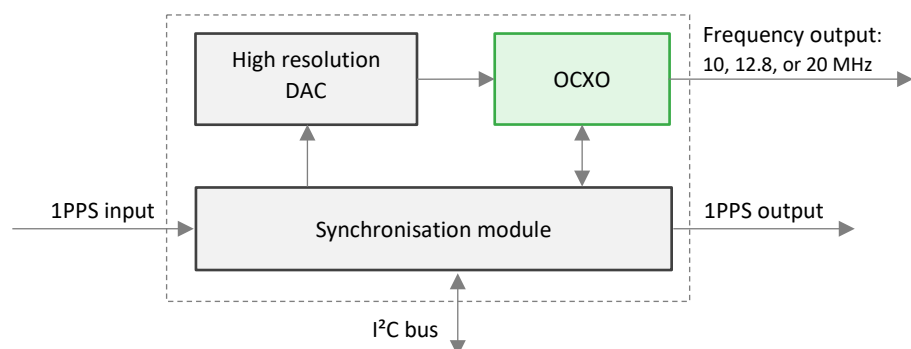 Frequency output:
10, 12.8, or 20 MHz
High resolution
DAC
OCXO
1PPS input
Synchronisation module
1PPS output
I²C bus